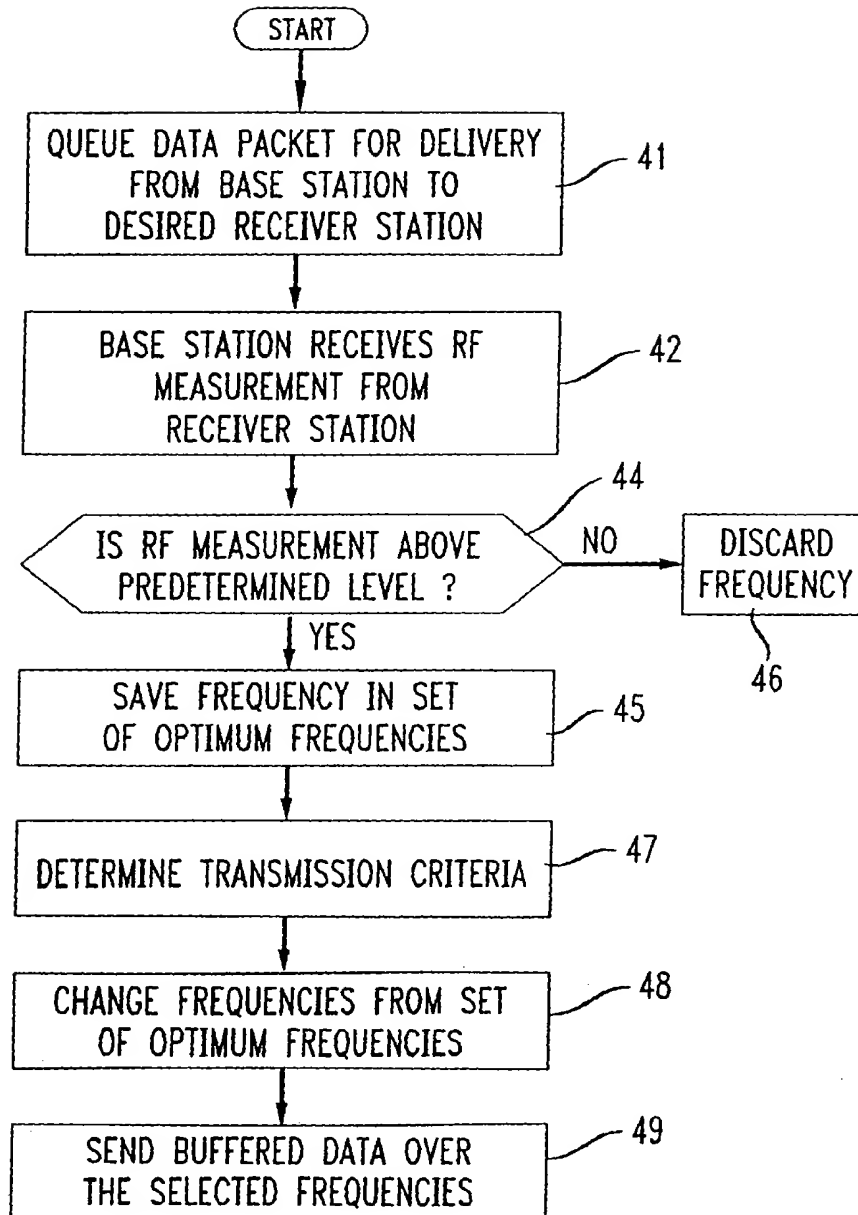 START
QUEUE DATA PACKET FOR DELIVERY
FROM BASE STATION TO
DESIRED RECEIVER STATION
41
BASE STATION RECEIVES RF
MEASUREMENT FROM
RECEIVER STATION
42
44
IS RF MEASUREMENT ABOVE
PREDETERMINED LEVEL ?
NO
DISCARD
FREQUENCY
46
YES
SAVE FREQUENCY IN SET
OF OPTIMUM FREQUENCIES
45
DETERMINE TRANSMISSION CRITERIA
47
CHANGE FREQUENCIES FROM SET
OF OPTIMUM FREQUENCIES
48
SEND BUFFERED DATA OVER
THE SELECTED FREQUENCIES
49